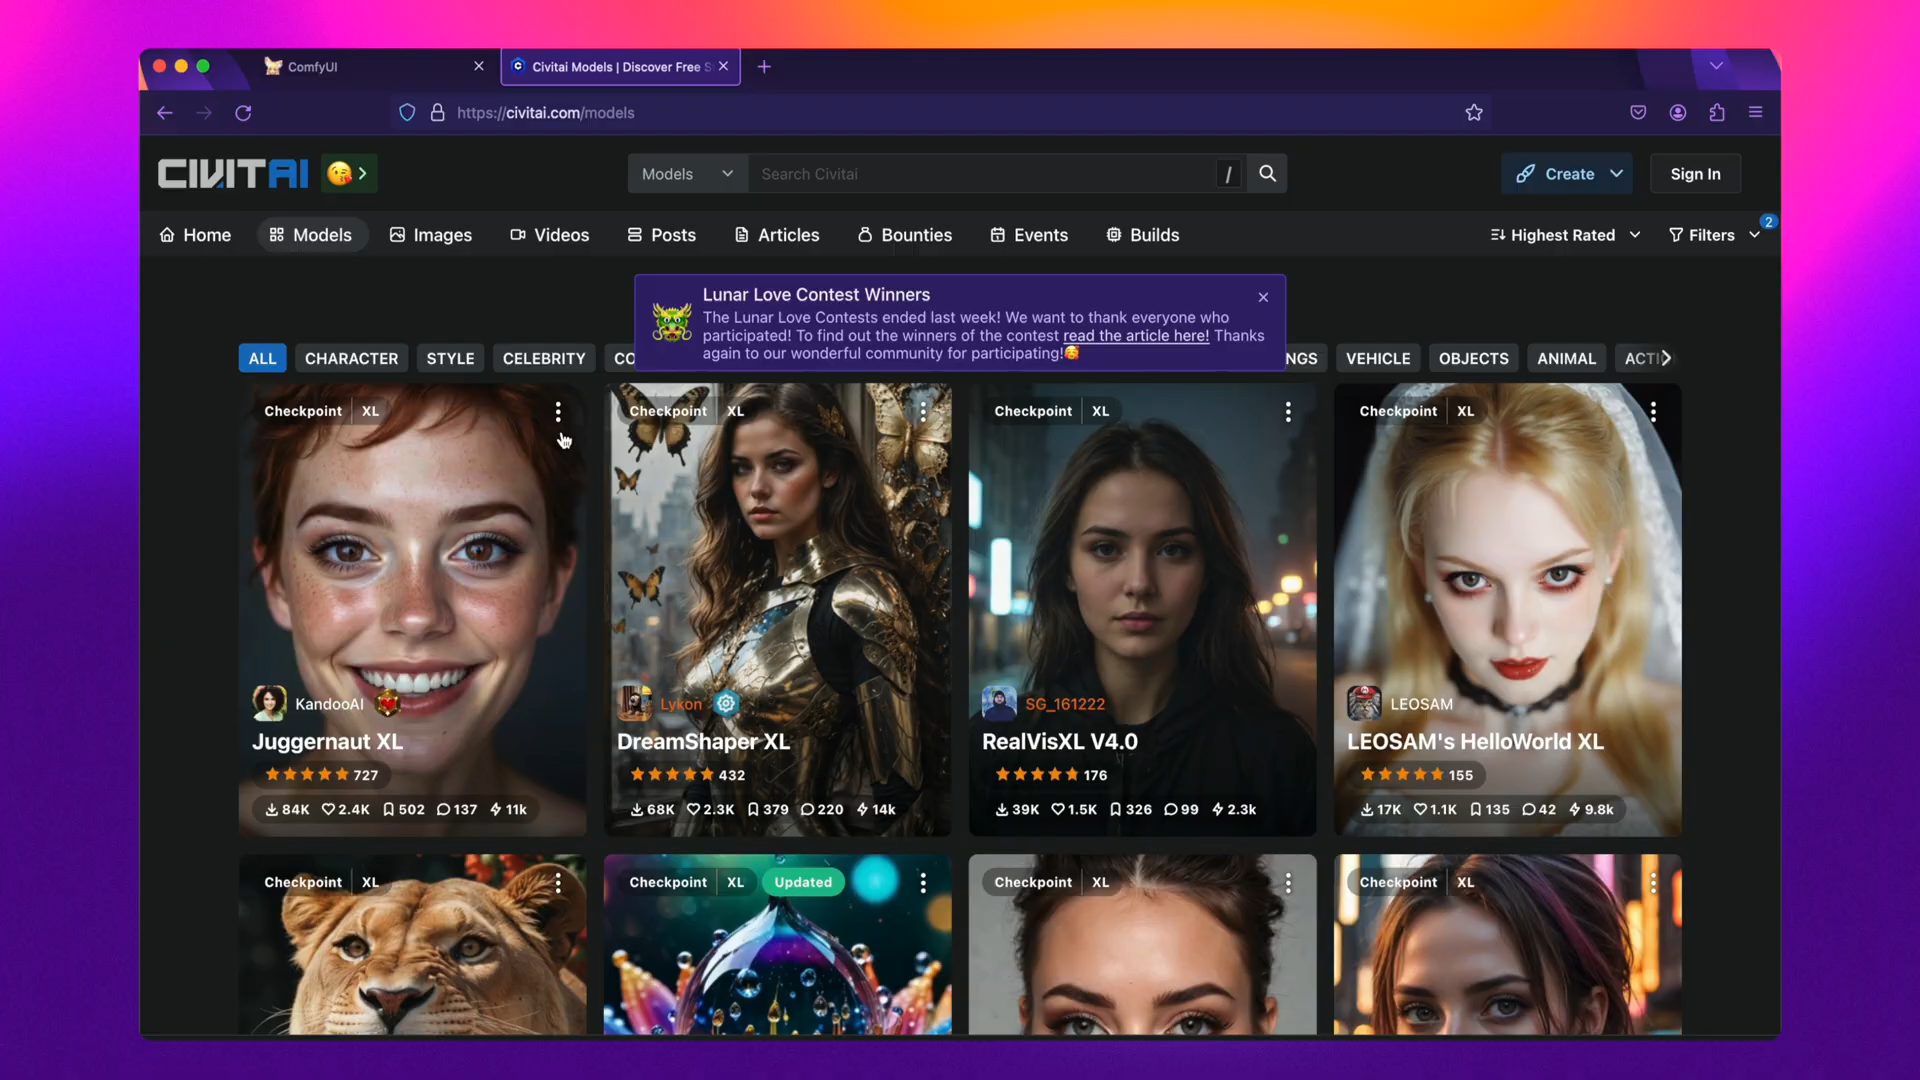 ComfyUI
Civitai Models | Discover Free S
https://civitai.com/models
CIVITAI
Models
Search Civitai
/
Create
Sign In
Home
Models
Images
Videos
Posts
Articles
Bounties
Events
Builds
Highest Rated
Filters
2
Lunar Love Contest Winners
The Lunar Love Contests ended last week! We want to thank everyone who
participated! To find out the winners of the contest read the article here! Thanks
again to our wonderful community for participating!🥰
ALL
CHARACTER
STYLE
CELEBRITY
CO
NGS
VEHICLE
OBJECTS
ANIMAL
ACTI
Checkpoint XL
KandooAI
Juggernaut XL
727
84K 2.4K 502 137 11k
Checkpoint XL
Lykon
DreamShaper XL
432
68K 2.3K 379 220 14k
Checkpoint XL
SG_161222
RealVisXL V4.0
176
39K 1.5K 326 99 2.3k
Checkpoint XL
LEOSAM
LEOSAM's HelloWorld XL
155
17K 1.1K 135 42 9.8k
Checkpoint XL
Checkpoint XL Updated
Checkpoint XL
Checkpoint XL